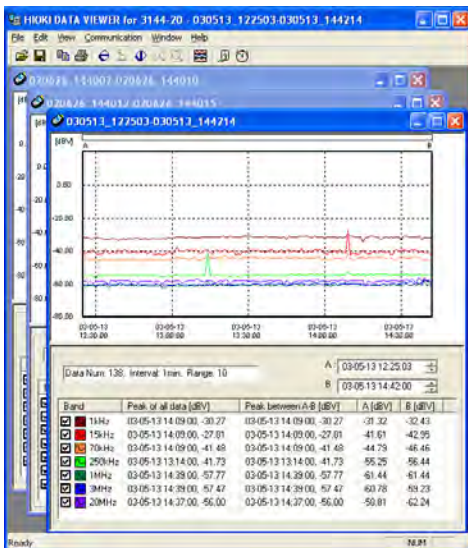 HIOKI DATA VIEWER for 3144-20 - 030513_122503-030513_144214
File Edit View Communication Window Help
020626_144007-020626_144010
020626_144012-020626_144015
030513_122503-030513_144214
[dBV]
A B
0.00
-20.00
-40.00
-60.00
-80.00
03-05-13 03-05-13 03-05-13 03-05-13 03-05-13
12:30:00 13:00:00 13:30:00 14:00:00 14:30:00
A: 03-05-13 12:25:03
Data Num: 138, Interval: 1min, Range: 10
B: 03-05-13 14:42:00
Band Peak of all data [dBV] Peak between A-B [dBV] A [dBV] B [dBV]
1kHz 03-05-13 14:09:00, -30.27 03-05-13 14:09:00, -30.27 -31.32 -32.43
15kHz 03-05-13 14:09:00, -27.81 03-05-13 14:09:00, -27.81 -41.61 -42.95
70kHz 03-05-13 14:09:00, -41.48 03-05-13 14:09:00, -41.48 -44.79 -46.46
250kHz 03-05-13 13:14:00, -41.73 03-05-13 13:14:00, -41.73 -55.25 -56.44
1MHz 03-05-13 14:39:00, -57.77 03-05-13 14:39:00, -57.77 -61.44 -61.44
3MHz 03-05-13 14:39:00, -57.47 03-05-13 14:39:00, -57.47 -60.78 -59.23
20MHz 03-05-13 14:37:00, -56.00 03-05-13 14:37:00, -56.00 -58.81 -62.24
Ready NUM